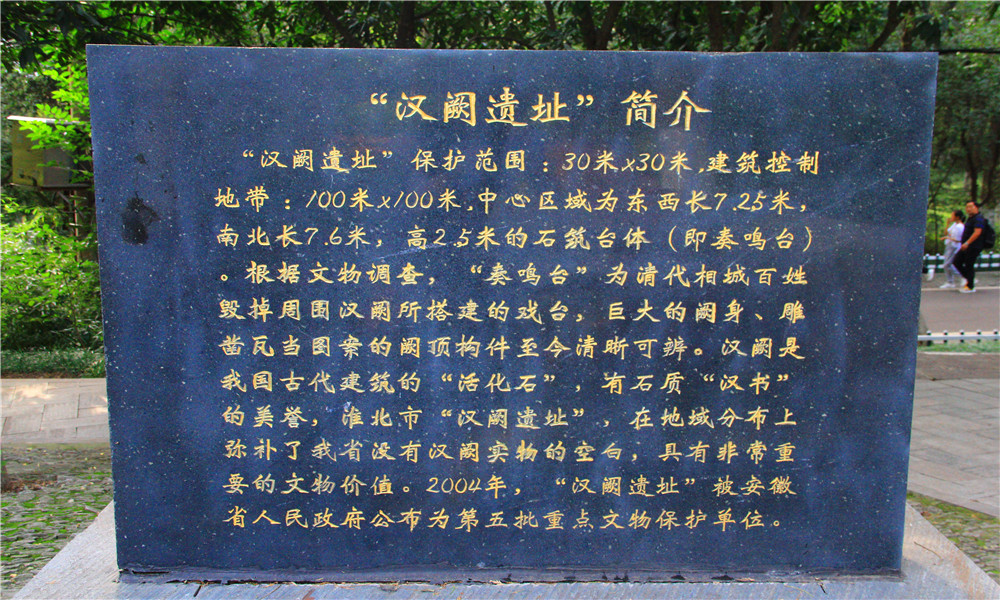 “汉阙遗址”简介
“汉阙遗址”保护范围：30米x30米,建筑控制
地带：100米x100米,中心区域为东西长7.25米，
南北长7.6米，高2.5米的石筑台体（即奏鸣台）
。根据文物调查，“奏鸣台”为清代相城百姓
毁掉周围汉阙所搭建的戏台，巨大的阙身、雕
凿瓦当图案的阙顶构件至今清晰可辨。汉阙是
我国古代建筑的“活化石”，有石质“汉书”
的美誉，淮北市“汉阙遗址”，在地域分布上
弥补了我省没有汉阙实物的空白，具有非常重
要的文物价值。2004年，“汉阙遗址”被安徽
省人民政府公布为第五批重点文物保护单位。